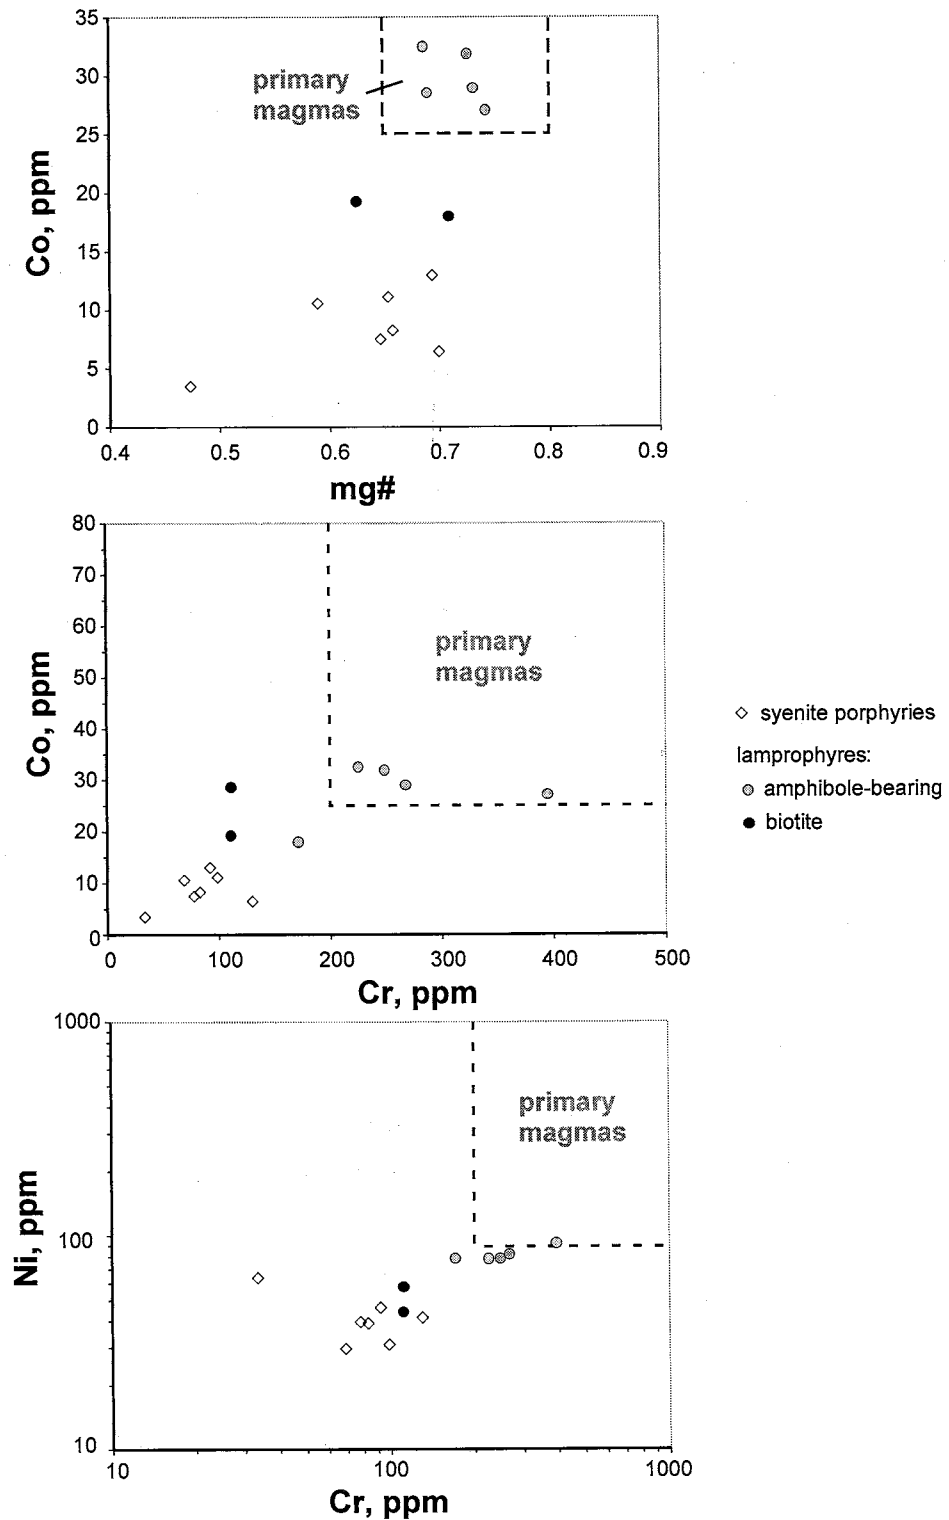 35
30
25
20
15
10
5
0
Co, ppm
primary
magmas
0.4 0.5 0.6 0.7 0.8 0.9
mg#
80
70
60
50
40
30
20
10
0
Co, ppm
primary
magmas
0 100 200 300 400 500
Cr, ppm
syenite porphyries
lamprophyres:
amphibole-bearing
biotite
1000
100
10
Ni, ppm
primary
magmas
10 100 1000
Cr, ppm